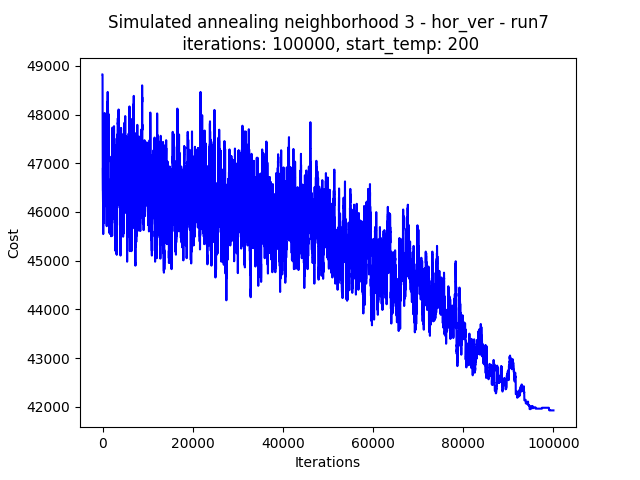 Simulated annealing neighborhood 3 - hor_ver - run7
iterations: 100000, start_temp: 200
49000
48000
47000
46000
45000
44000
43000
42000
Cost
0 20000 40000 60000 80000 100000
Iterations